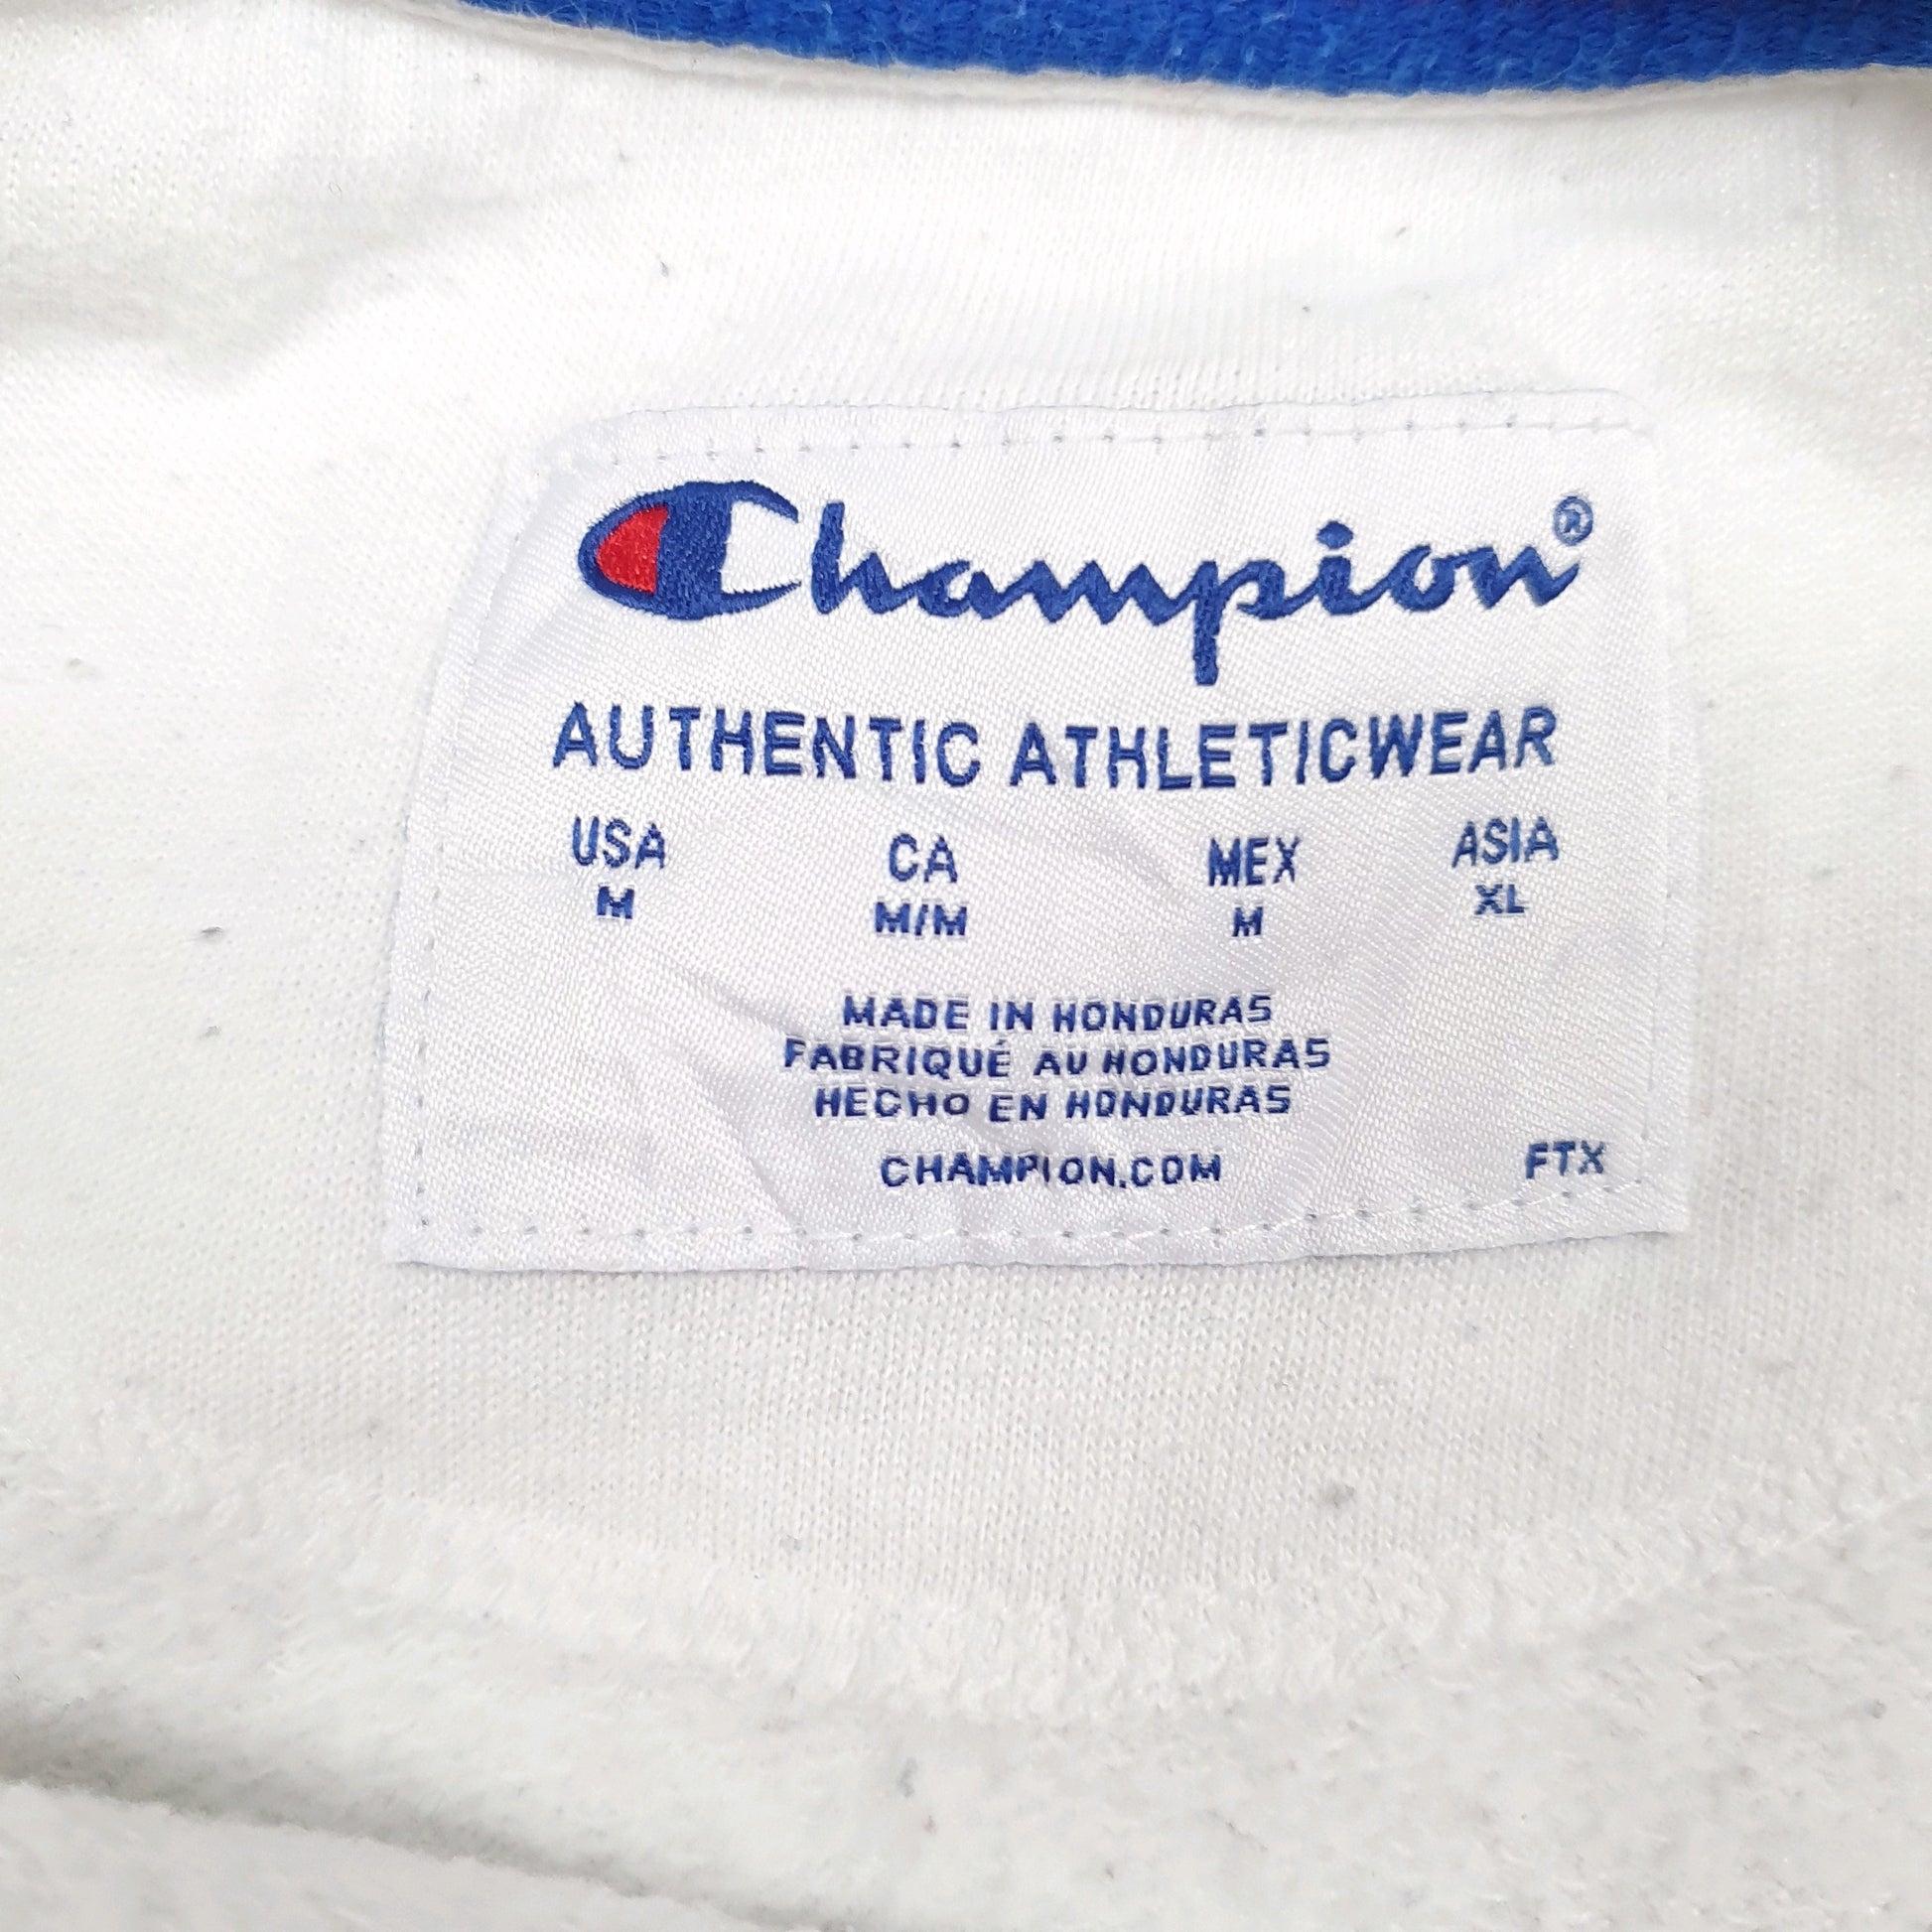 Champion®
AUTHENTIC ATHLETICWEAR
USA CA MEX ASIA
M M/M M XL
MADE IN HONDURAS
FABRIQUÉ AU HONDURAS
HECHO EN HONDURAS
CHAMPION.COM FTX